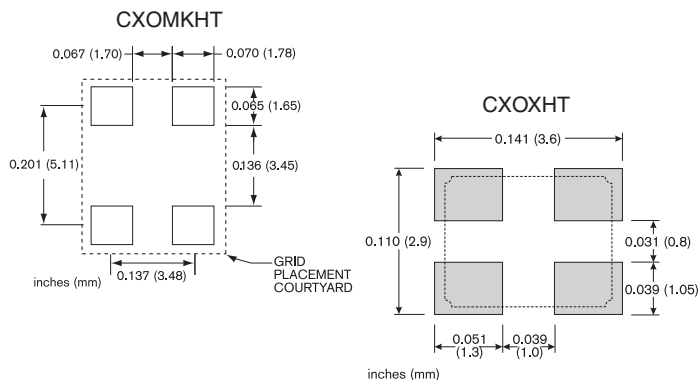 CXOMKHT
0.067 (1.70)
0.070 (1.78)
0.065 (1.65)
0.201 (5.11)
0.136 (3.45)
0.137 (3.48)
inches (mm)
GRID
PLACEMENT
COURTYARD
CXOXHT
0.141 (3.6)
0.110 (2.9)
0.031 (0.8)
0.039 (1.05)
0.051
(1.3)
0.039
(1.0)
inches (mm)